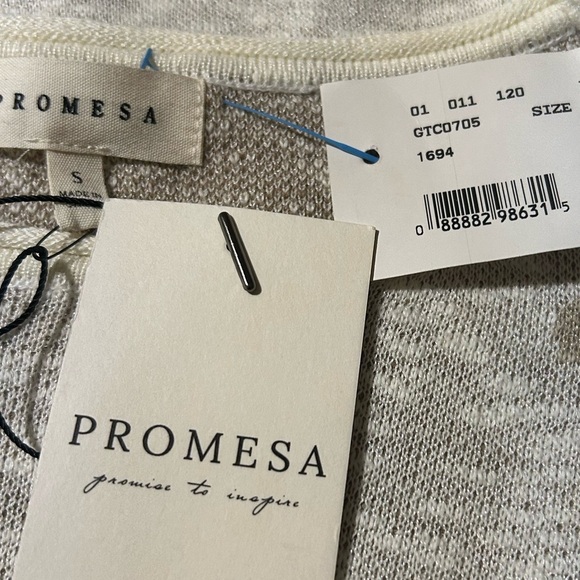 PROMESA
S
MADE IN
01 011 120
GTC0705 SIZE
1694
0 88882 98631 5
PROMESA
promise to inspire